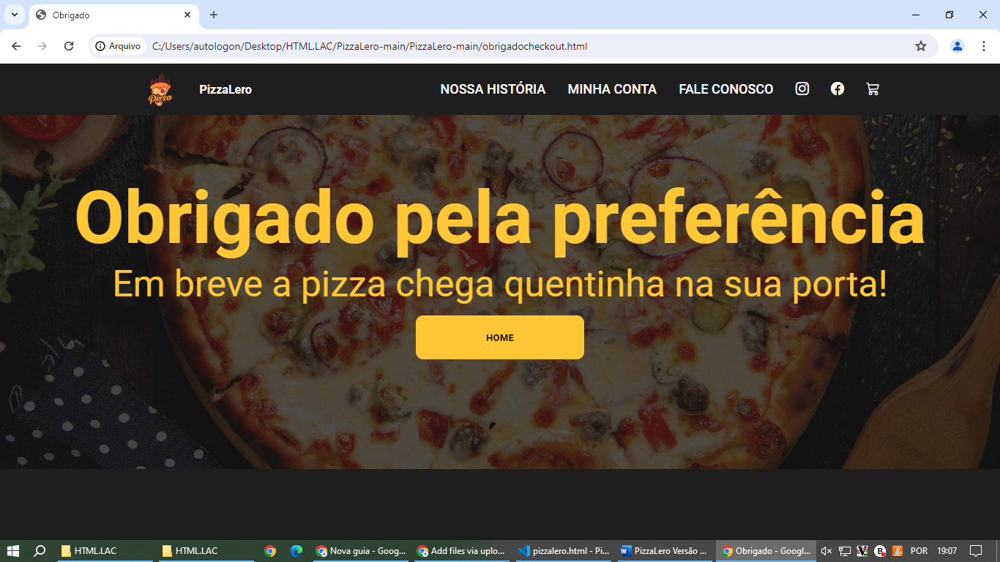 Obrigado
Arquivo
C:/Users/autologon/Desktop/HTML.LAC/PizzaLero-main/PizzaLero-main/obrigadocheckout.html
Pizza
PizzaLero
NOSSA HISTÓRIA
MINHA CONTA
FALE CONOSCO
Obrigado pela preferência
Em breve a pizza chega quentinha na sua porta!
HOME
HTML.LAC
HTML.LAC
Nova guia - Goog...
Add files via uplo...
pizzalero.html - Pi...
PizzaLero Versão ...
Obrigado - Googl...
POR
19:07